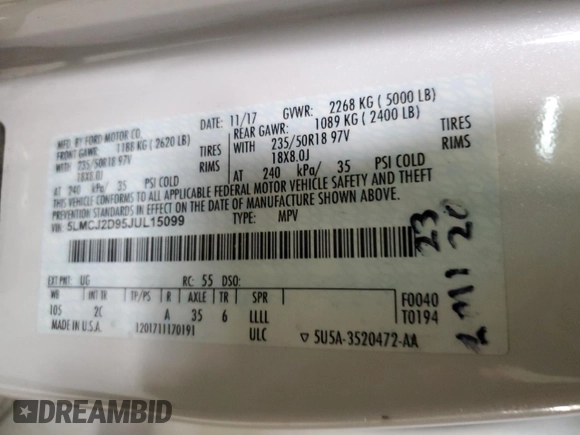 MFD. BY FORD MOTOR CO.
DATE: 11/17 GVWR: 2268 KG ( 5000 LB)
FRONT GAWR: 1188 KG ( 2620 LB)
REAR GAWR: 1089 KG ( 2400 LB)
WITH 235/50R18 97V TIRES
WITH 235/50R18 97V TIRES
18X8.0J RIMS
18X8.0J RIMS
AT 240 kPa/ 35 PSI COLD
AT 240 kPa/ 35 PSI COLD
THIS VEHICLE CONFORMS TO ALL APPLICABLE FEDERAL MOTOR VEHICLE SAFETY AND THEFT
PREVENTION STANDARDS IN EFFECT ON THE DATE OF MANUFACTURE SHOWN ABOVE.
VIN: 5LMCJ2D95JUL15099 TYPE: MPV
EXT PNT: UG RC: 55 DSO:
WB INT TR TP/PS R AXLE TR SPR
F0040
105 2C A 35 6 LLLL
T0194
MADE IN U.S.A. 1201711170191 ULC
5U5A-3520472-AA
23
20
DREAMBID